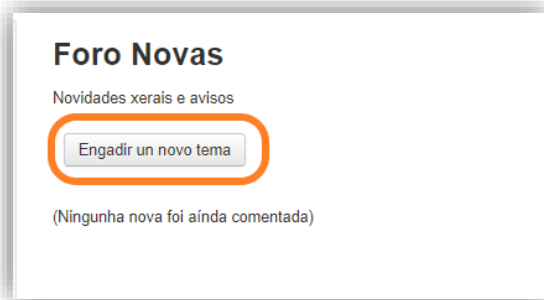 Foro Novas
Novidades xerais e avisos
Engadir un novo tema
(Ningunha nova foi aínda comentada)